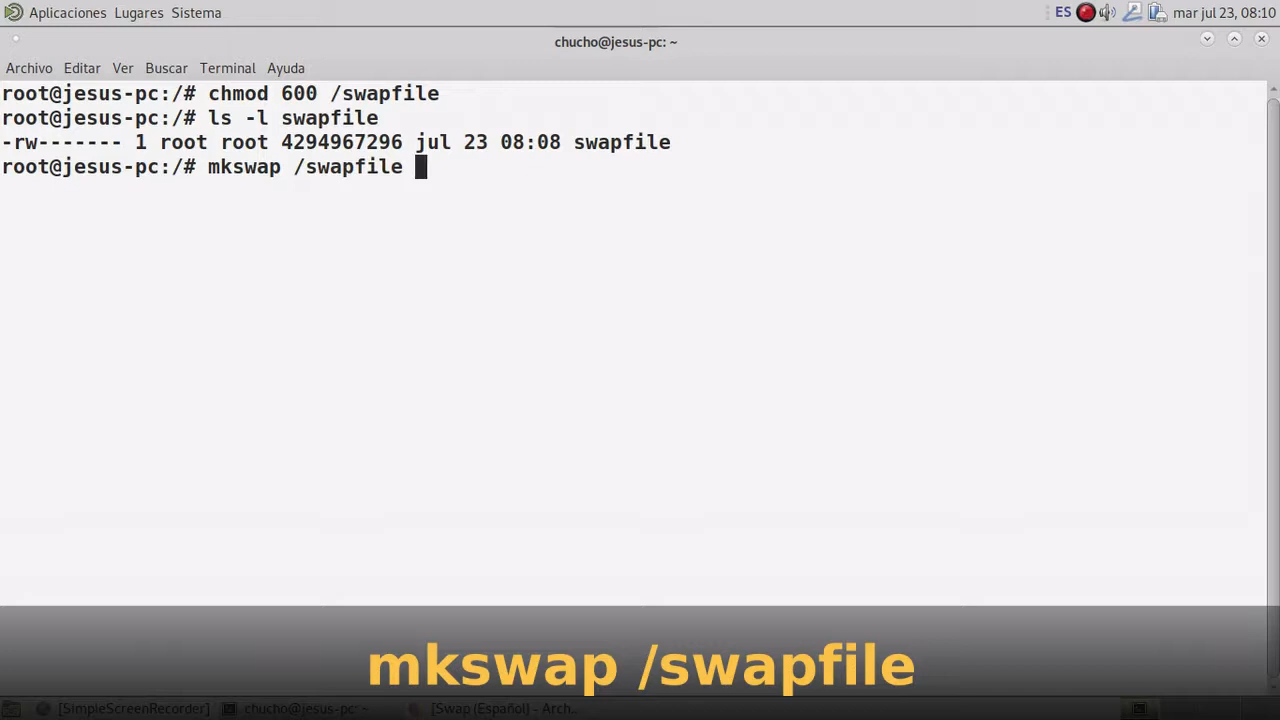 Aplicaciones Lugares Sistema ES mar jul 23, 08:10
chucho@jesus-pc: ~
Archivo Editar Ver Buscar Terminal Ayuda
root@jesus-pc:/# chmod 600 /swapfile
root@jesus-pc:/# ls -l swapfile
-rw------- 1 root root 4294967296 jul 23 08:08 swapfile
root@jesus-pc:/# mkswap /swapfile
mkswap /swapfile
[SimpleScreenRecorder] chucho@jesus-pc: ~ [Swap (Español) - Arch...